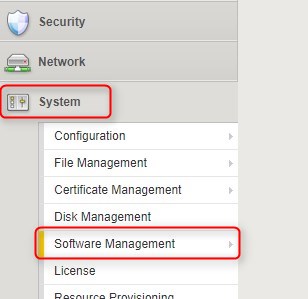 Security
Network
System
Configuration
File Management
Certificate Management
Disk Management
Software Management
License
Resource Provisioning